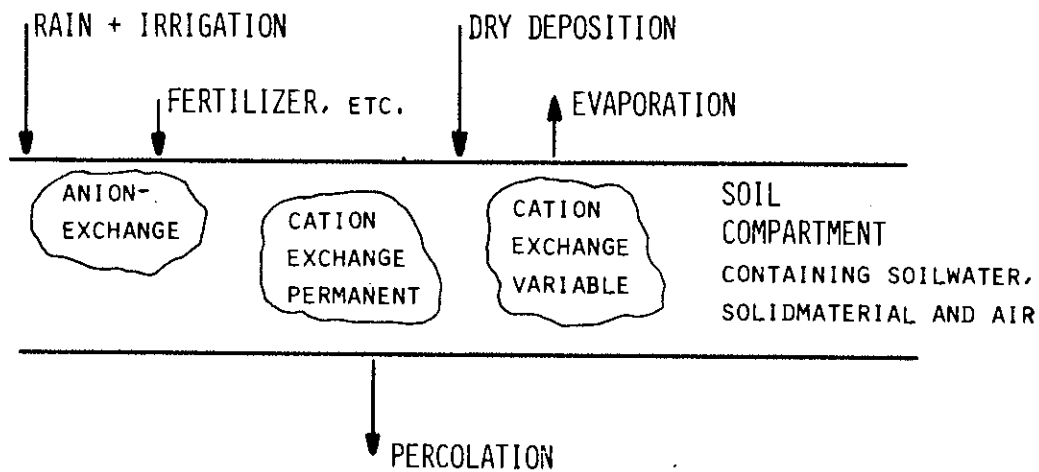 RAIN + IRRIGATION
DRY DEPOSITION
FERTILIZER, ETC.
EVAPORATION
ANION-
EXCHANGE
CATION
EXCHANGE
PERMANENT
CATION
EXCHANGE
VARIABLE
SOIL
COMPARTMENT
CONTAINING SOILWATER,
SOLIDMATERIAL AND AIR
PERCOLATION